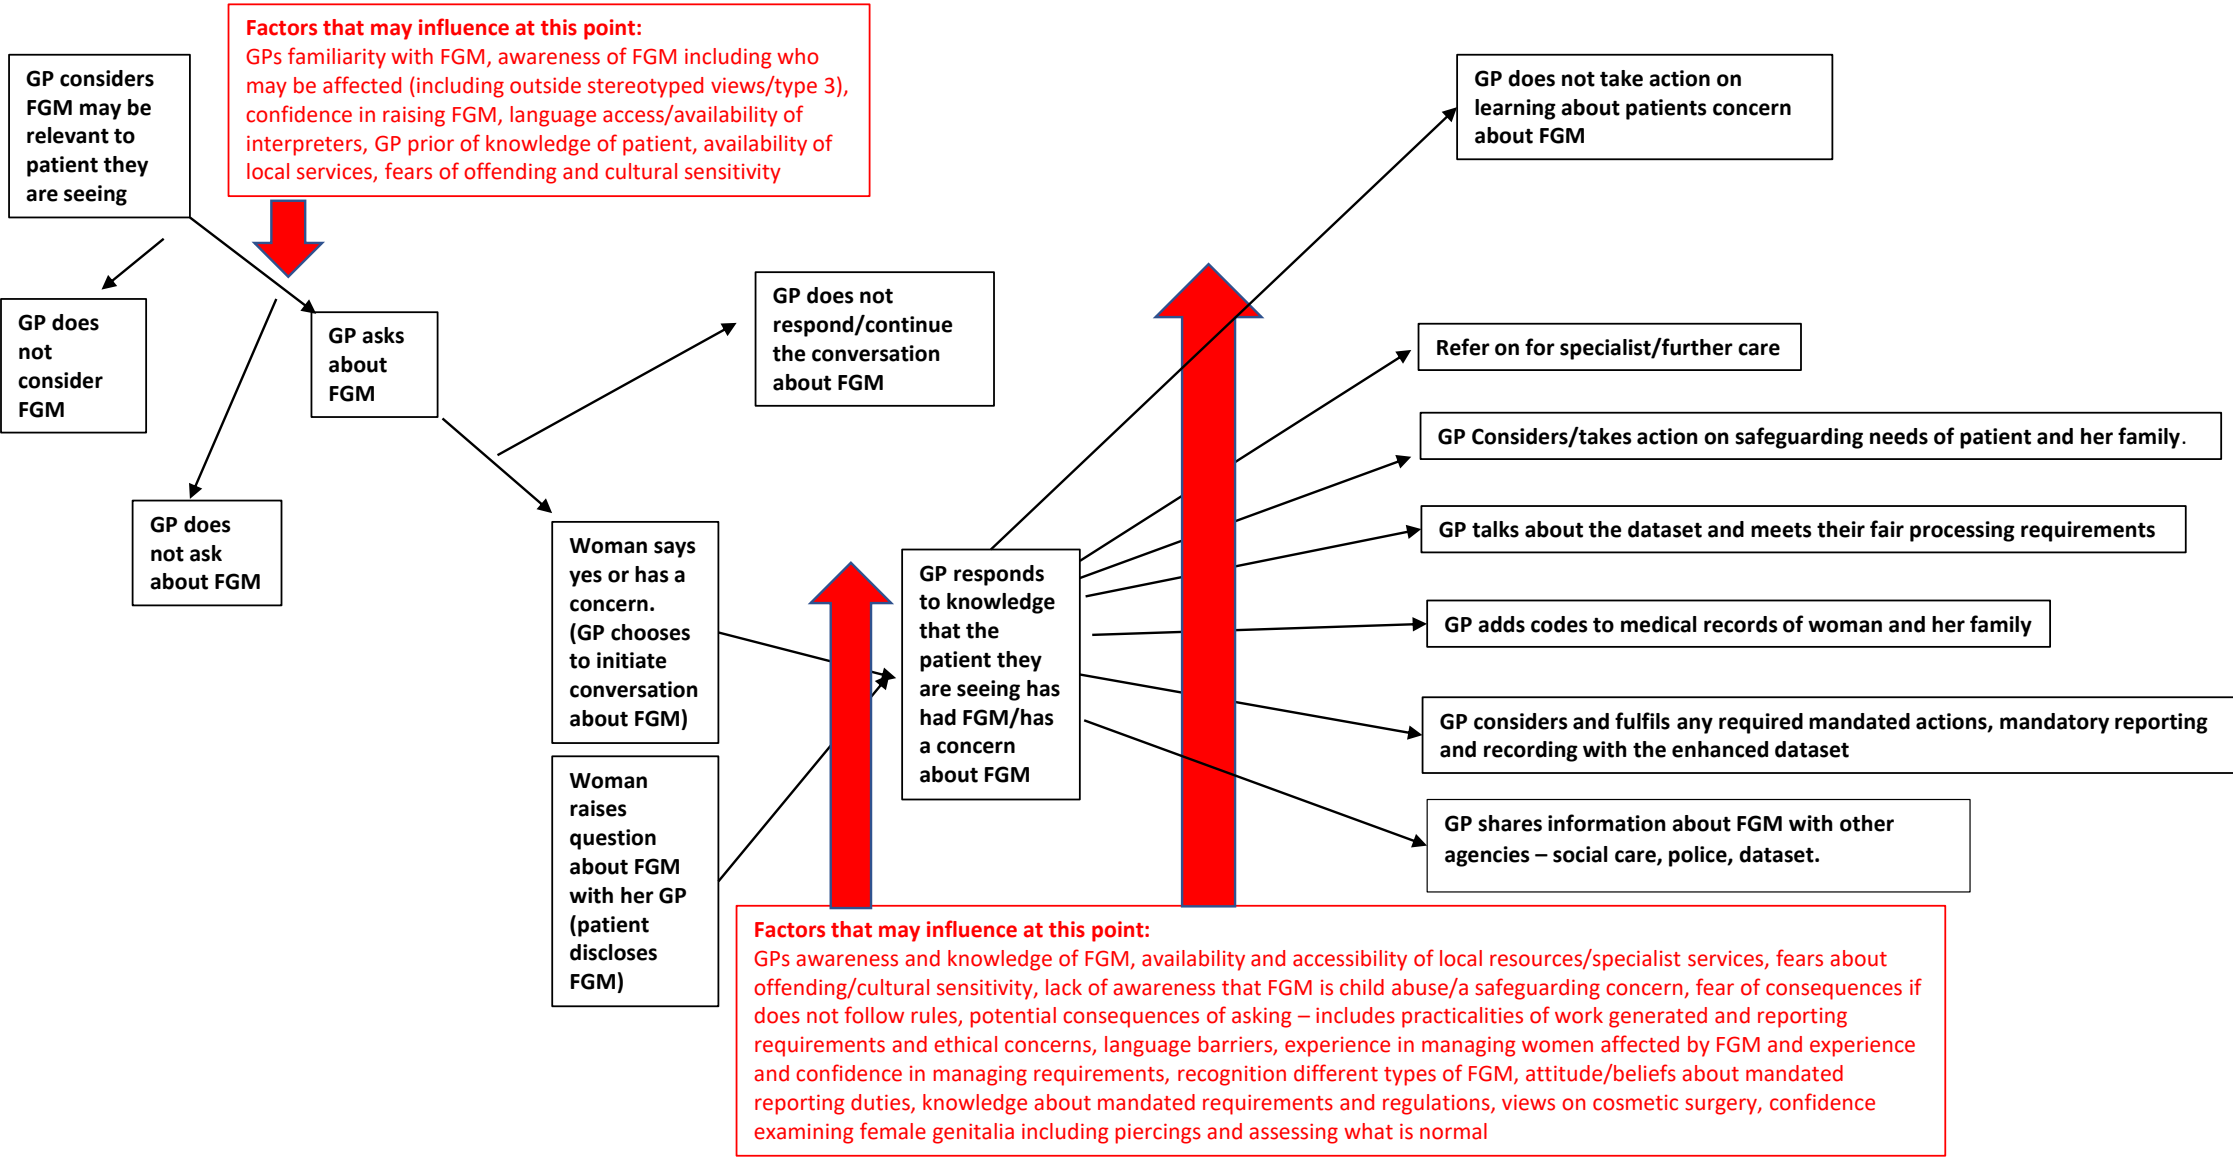 Factors that may influence at this point:
GPs familiarity with FGM, awareness of FGM including who
may be affected (including outside stereotyped views/type 3),
confidence in raising FGM, language access/availability of
interpreters, GP prior of knowledge of patient, availability of
local services, fears of offending and cultural sensitivity
GP considers
FGM may be
relevant to
patient they
are seeing
GP does
not
consider
FGM
GP does
not ask
about FGM
GP asks
about
FGM
GP does not
respond/continue
the conversation
about FGM
Woman says
yes or has a
concern.
(GP chooses
to initiate
conversation
about FGM)
Woman
raises
question
about FGM
with her GP
(patient
discloses
FGM)
GP responds
to knowledge
that the
patient they
are seeing has
had FGM/has
a concern
about FGM
GP does not take action on
learning about patients concern
about FGM
Refer on for specialist/further care
GP Considers/takes action on safeguarding needs of patient and her family.
GP talks about the dataset and meets their fair processing requirements
GP adds codes to medical records of woman and her family
GP considers and fulfils any required mandated actions, mandatory reporting
and recording with the enhanced dataset
GP shares information about FGM with other
agencies – social care, police, dataset.
Factors that may influence at this point:
GPs awareness and knowledge of FGM, availability and accessibility of local resources/specialist services, fears about
offending/cultural sensitivity, lack of awareness that FGM is child abuse/a safeguarding concern, fear of consequences if
does not follow rules, potential consequences of asking – includes practicalities of work generated and reporting
requirements and ethical concerns, language barriers, experience in managing women affected by FGM and experience
and confidence in managing requirements, recognition different types of FGM, attitude/beliefs about mandated
reporting duties, knowledge about mandated requirements and regulations, views on cosmetic surgery, confidence
examining female genitalia including piercings and assessing what is normal